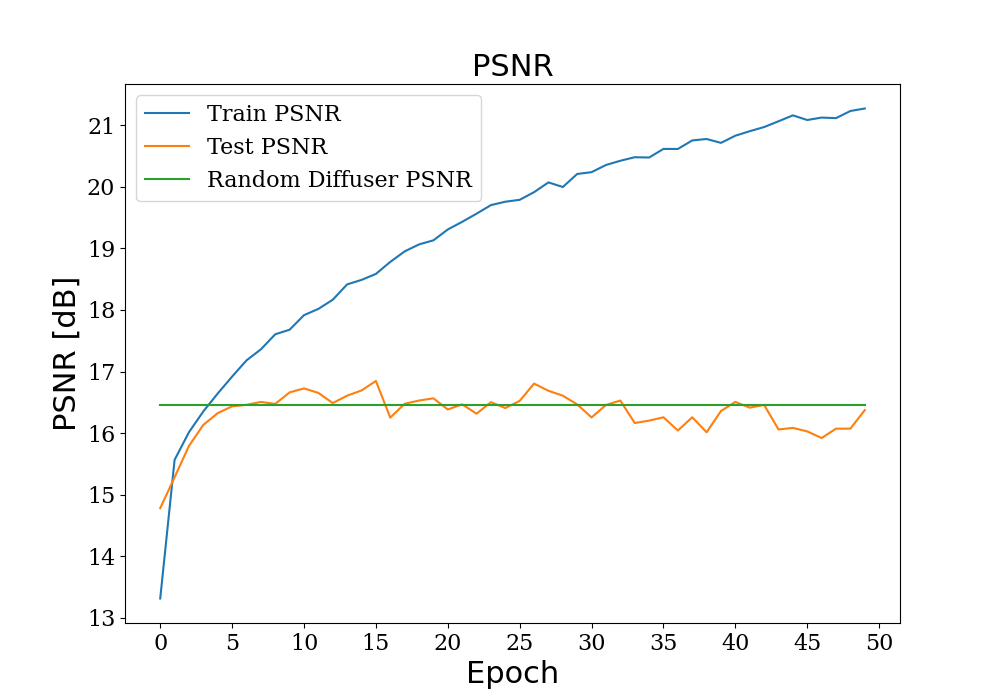 PSNR
Train PSNR
Test PSNR
Random Diffuser PSNR
PSNR [dB]
21
20
19
18
17
16
15
14
13
0 5 10 15 20 25 30 35 40 45 50
Epoch